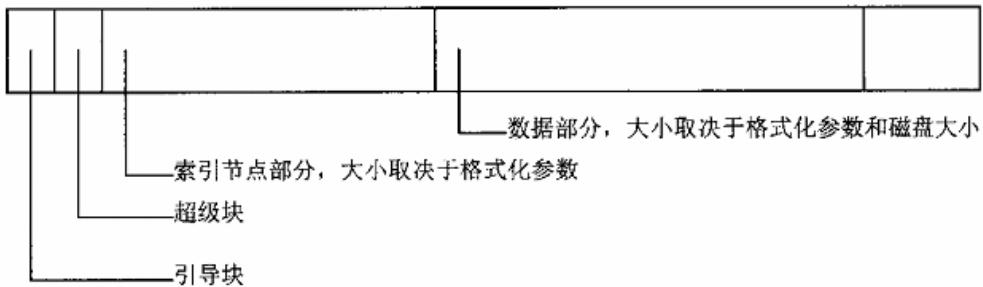 数据部分，大小取决于格式化参数和磁盘大小
索引节点部分，大小取决于格式化参数
超级块
引导块